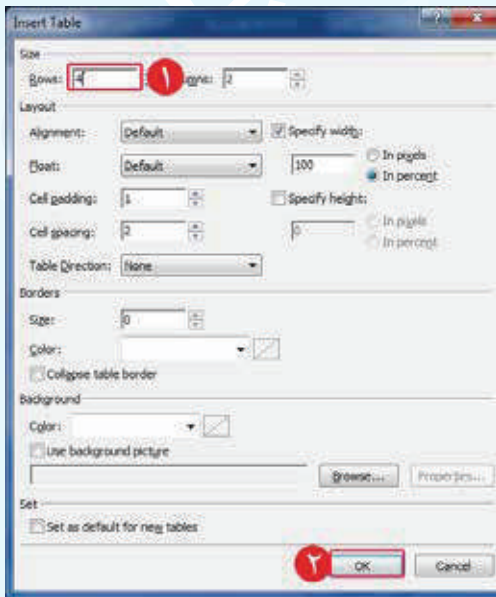 Insert Table
Size
Rows: 4 ١ 2
Layout
Alignment: Default Specify width:
Float: Default 100 In pixels
In percent
Cell padding: 1 Specify height:
Cell spacing: 2 0 In pixels
In percent
Table Direction: None
Borders
Size: 0
Color:
Collapse table border
Background
Color:
Use background picture
Browse... Properties...
Set
Set as default for new tables
٢ OK Cancel